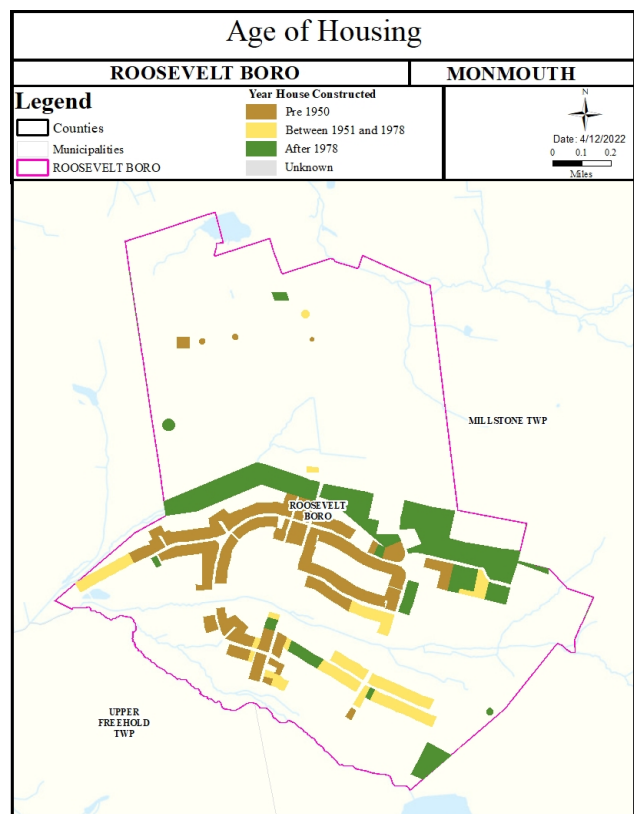 Age of Housing
ROOSEVELT BORO
MONMOUTH
Legend
Counties
Municipalities
ROOSEVELT BORO
Year House Constructed
Pre 1950
Between 1951 and 1978
After 1978
Unknown
N
Date: 4/12/2022
0 0.1 0.2
Miles
MILLSTONE TWP
ROOSEVELT
BORO
UPPER
FREEHOLD
TWP